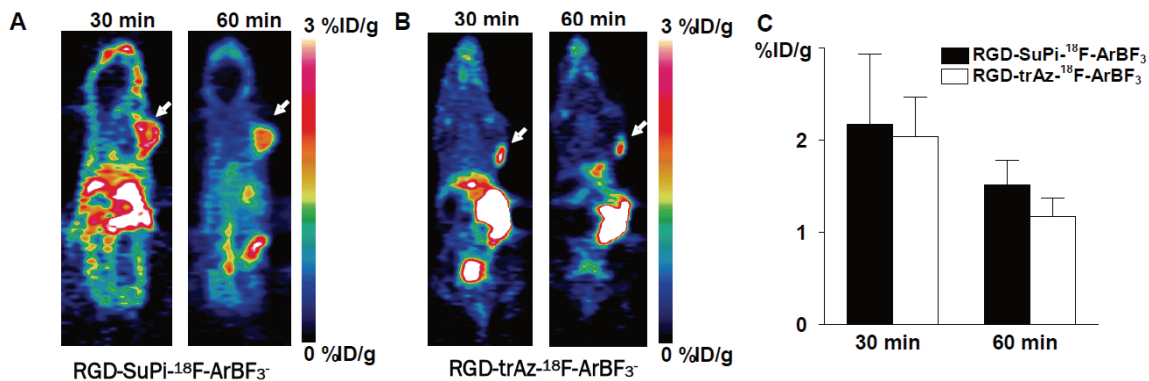 A
30 min
60 min
3 %ID/g
0 %ID/g
RGD-SuPi-¹⁸F-ArBF₃-
B
30 min
60 min
3 %ID/g
0 %ID/g
RGD-trAz-¹⁸F-ArBF₃-
C
%ID/g
RGD-SuPi-¹⁸F-ArBF₃
RGD-trAz-¹⁸F-ArBF₃
2
1
0
30 min
60 min